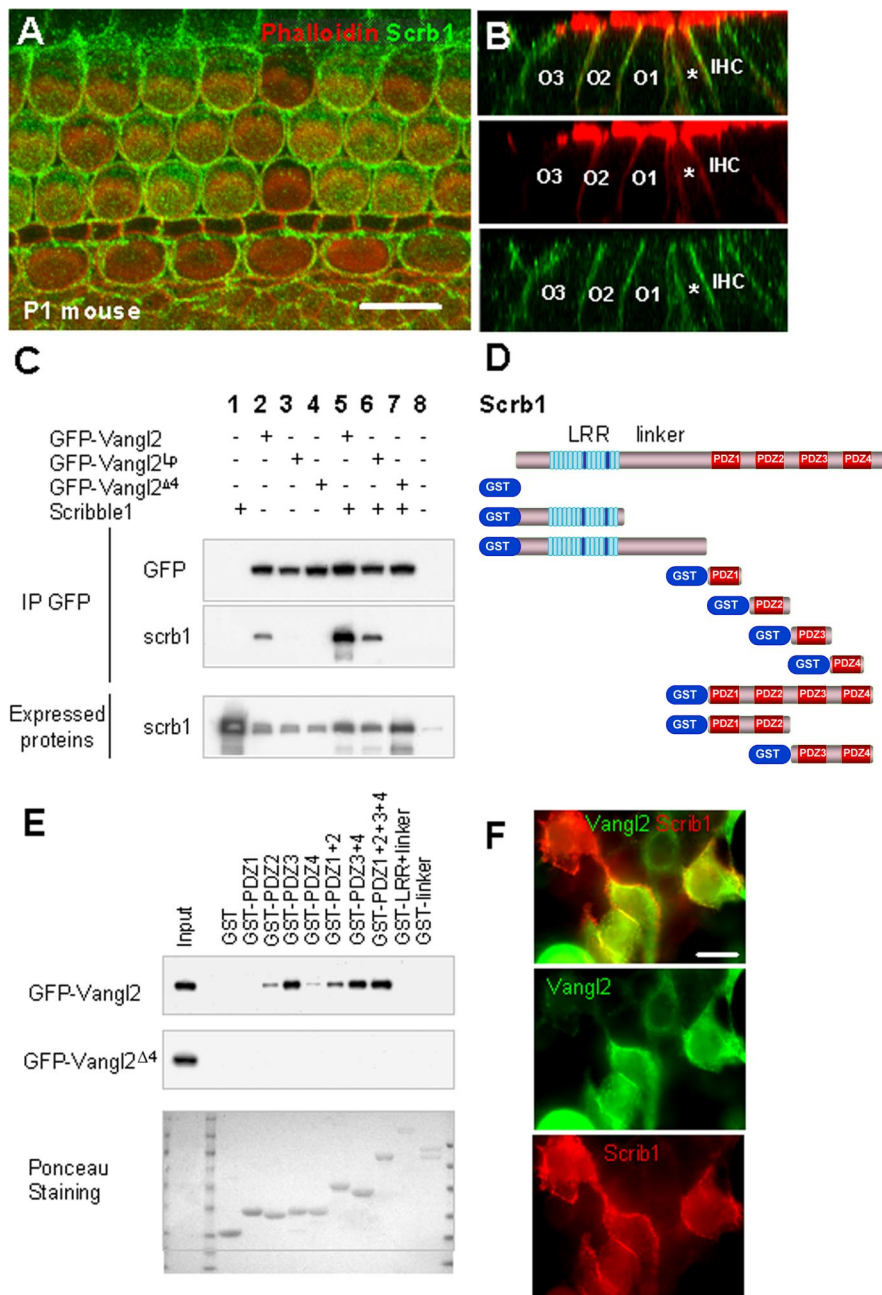 A
Phalloidin Scrb1
P1 mouse
B
O3 O2 O1 * IHC
O3 O2 O1 * IHC
O3 O2 O1 * IHC
C
1 2 3 4 5 6 7 8
GFP-Vangl2 - + - - + - - -
GFP-Vangl2Lp - - + - - + - -
GFP-Vangl2Δ4 - - - + - - + -
Scribble1 + - - - + + + -
IP GFP
GFP
scrb1
Expressed
proteins
scrb1
D
Scrb1
LRR linker
PDZ1 PDZ2 PDZ3 PDZ4
GST
GST
GST
GST PDZ1
GST PDZ2
GST PDZ3
GST PDZ4
GST PDZ1 PDZ2 PDZ3 PDZ4
GST PDZ1 PDZ2
GST PDZ3 PDZ4
E
Input
GST
GST-PDZ1
GST-PDZ2
GST-PDZ3
GST-PDZ4
GST-PDZ1+2
GST-PDZ3+4
GST-PDZ1+2+3+4
GST-LRR+linker
GST-linker
GFP-Vangl2
GFP-Vangl2Δ4
Ponceau
Staining
F
Vangl2 Scrib1
Vangl2
Scrib1